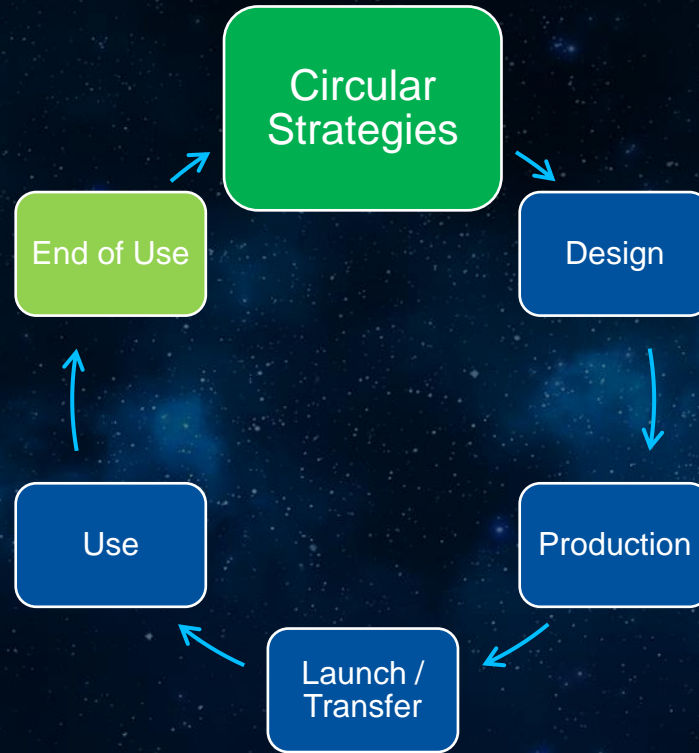 Circular
Strategies
End of Use
Design
Use
Production
Launch /
Transfer